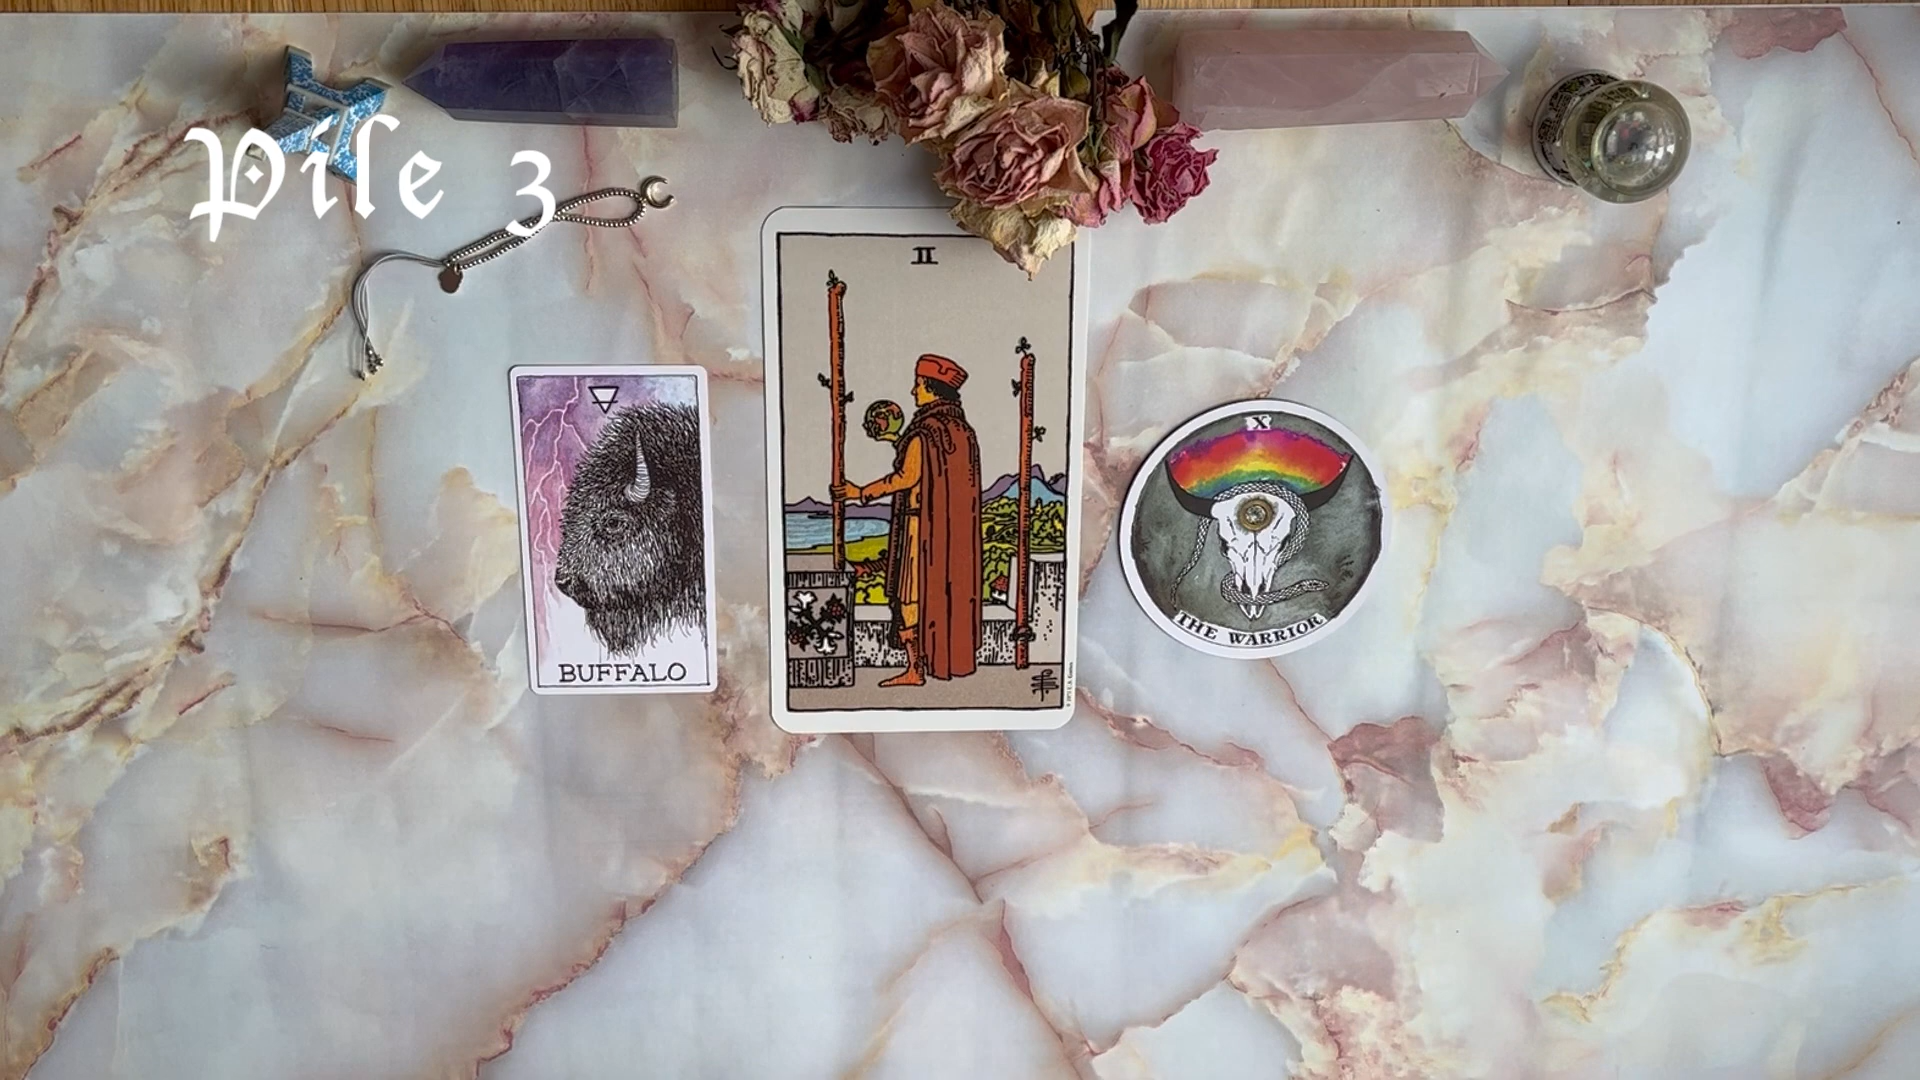 Pile 3
II
BUFFALO
X
THE WARRIOR